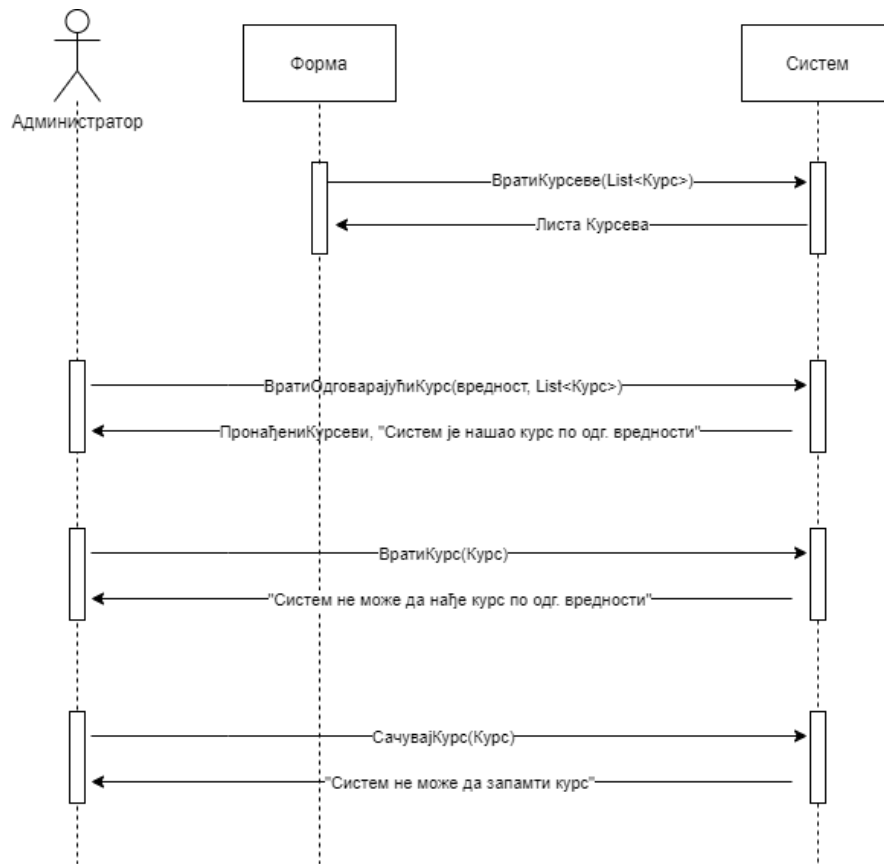 Форма
Систем
Администратор
ВратиКурсеве(List<Курс>)
Листа Курсева
ВратиОдговарајућиКурс(вредност, List<Курс>)
ПронађениКурсеви, "Систем је нашао курс по одг. вредности"
ВратиКурс(Курс)
"Систем не може да нађе курс по одг. вредности"
СачувајКурс(Курс)
"Систем не може да запамти курс"